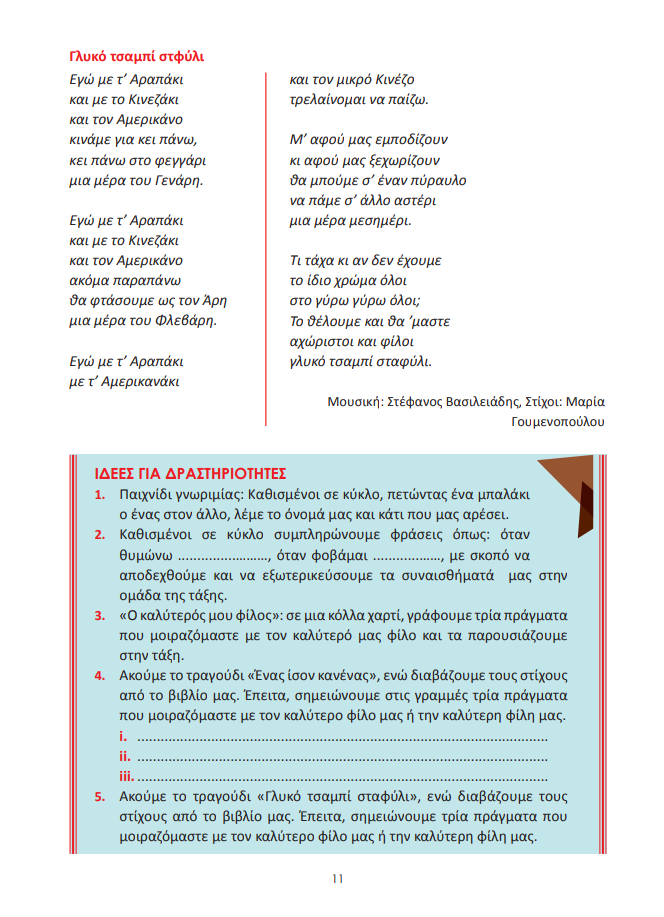 Γλυκό τσαμπί στφύλι
Εγώ με τ’ Αραπάκι
και με το Κινεζάκι
και τον Αμερικάνο
κινάμε για κει πάνω,
κει πάνω στο φεγγάρι
μια μέρα του Γενάρη.
Εγώ με τ’ Αραπάκι
και με το Κινεζάκι
και τον Αμερικάνο
ακόμα παραπάνω
θα φτάσουμε ως τον Άρη
μια μέρα του Φλεβάρη.
Εγώ με τ’ Αραπάκι
με τ’ Αμερικανάκι
και τον μικρό Κινέζο
τρελαίνομαι να παίζω.
Μ’ αφού μας εμποδίζουν
κι αφού μας ξεχωρίζουν
θα μπούμε σ’ έναν πύραυλο
να πάμε σ’ άλλο αστέρι
μια μέρα μεσημέρι.
Τι τάχα κι αν δεν έχουμε
το ίδιο χρώμα όλοι
στο γύρω γύρω όλοι;
Το θέλουμε και θα ’μαστε
αχώριστοι και φίλοι
γλυκό τσαμπί σταφύλι.
Μουσική: Στέφανος Βασιλειάδης, Στίχοι: Μαρία
Γουμενοπούλου
ΙΔΕΕΣ ΓΙΑ ΔΡΑΣΤΗΡΙΟΤΗΤΕΣ
1. Παιχνίδι γνωριμίας: Καθισμένοι σε κύκλο, πετώντας ένα μπαλάκι
ο ένας στον άλλο, λέμε το όνομά μας και κάτι που μας αρέσει.
2. Καθισμένοι σε κύκλο συμπληρώνουμε φράσεις όπως: όταν
θυμώνω ......................., όταν φοβάμαι .................., με σκοπό να
αποδεχθούμε και να εξωτερικεύσουμε τα συναισθήματά μας στην
ομάδα της τάξης.
3. «Ο καλύτερός μου φίλος»: σε μια κόλλα χαρτί, γράφουμε τρία πράγματα
που μοιραζόμαστε με τον καλύτερό μας φίλο και τα παρουσιάζουμε
στην τάξη.
4. Ακούμε το τραγούδι «Ένας ίσον κανένας», ενώ διαβάζουμε τους στίχους
από το βιβλίο μας. Έπειτα, σημειώνουμε στις γραμμές τρία πράγματα
που μοιραζόμαστε με τον καλύτερο φίλο μας ή την καλύτερη φίλη μας.
i. ..........................................................................................................
ii. ..........................................................................................................
iii. ..........................................................................................................
5. Ακούμε το τραγούδι «Γλυκό τσαμπί σταφύλι», ενώ διαβάζουμε τους
στίχους από το βιβλίο μας. Έπειτα, σημειώνουμε τρία πράγματα που
μοιραζόμαστε με τον καλύτερο φίλο μας ή την καλύτερη φίλη μας.
11